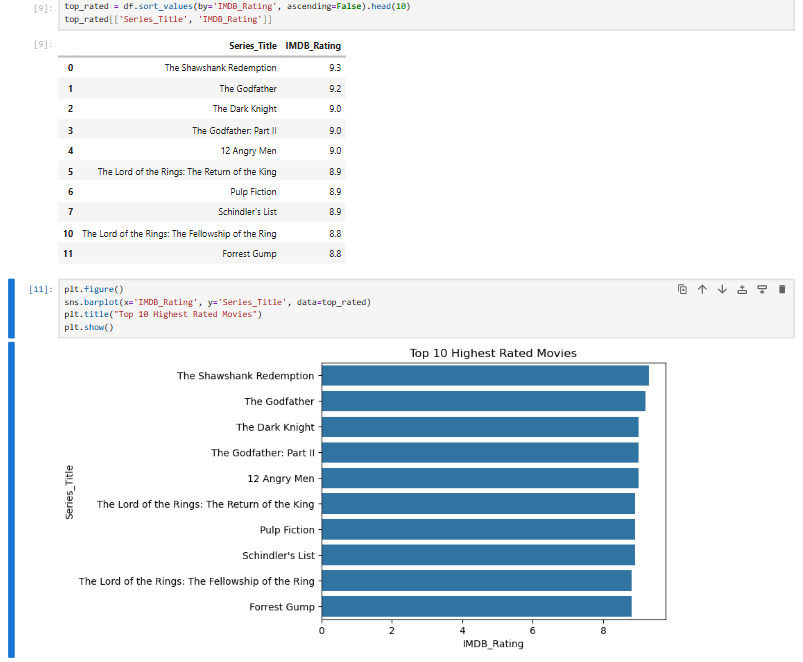 [9]: top_rated = df.sort_values(by='IMDB_Rating', ascending=False).head(10)
top_rated[['Series_Title', 'IMDB_Rating']]
[9]: Series_Title IMDB_Rating
0 The Shawshank Redemption 9.3
1 The Godfather 9.2
2 The Dark Knight 9.0
3 The Godfather: Part II 9.0
4 12 Angry Men 9.0
5 The Lord of the Rings: The Return of the King 8.9
6 Pulp Fiction 8.9
7 Schindler's List 8.9
10 The Lord of the Rings: The Fellowship of the Ring 8.8
11 Forrest Gump 8.8
[11]: plt.figure()
sns.barplot(x='IMDB_Rating', y='Series_Title', data=top_rated)
plt.title("Top 10 Highest Rated Movies")
plt.show()
Top 10 Highest Rated Movies
The Shawshank Redemption
The Godfather
The Dark Knight
The Godfather: Part II
12 Angry Men
The Lord of the Rings: The Return of the King
Pulp Fiction
Schindler's List
The Lord of the Rings: The Fellowship of the Ring
Forrest Gump
Series_Title
0 2 4 6 8
IMDB_Rating